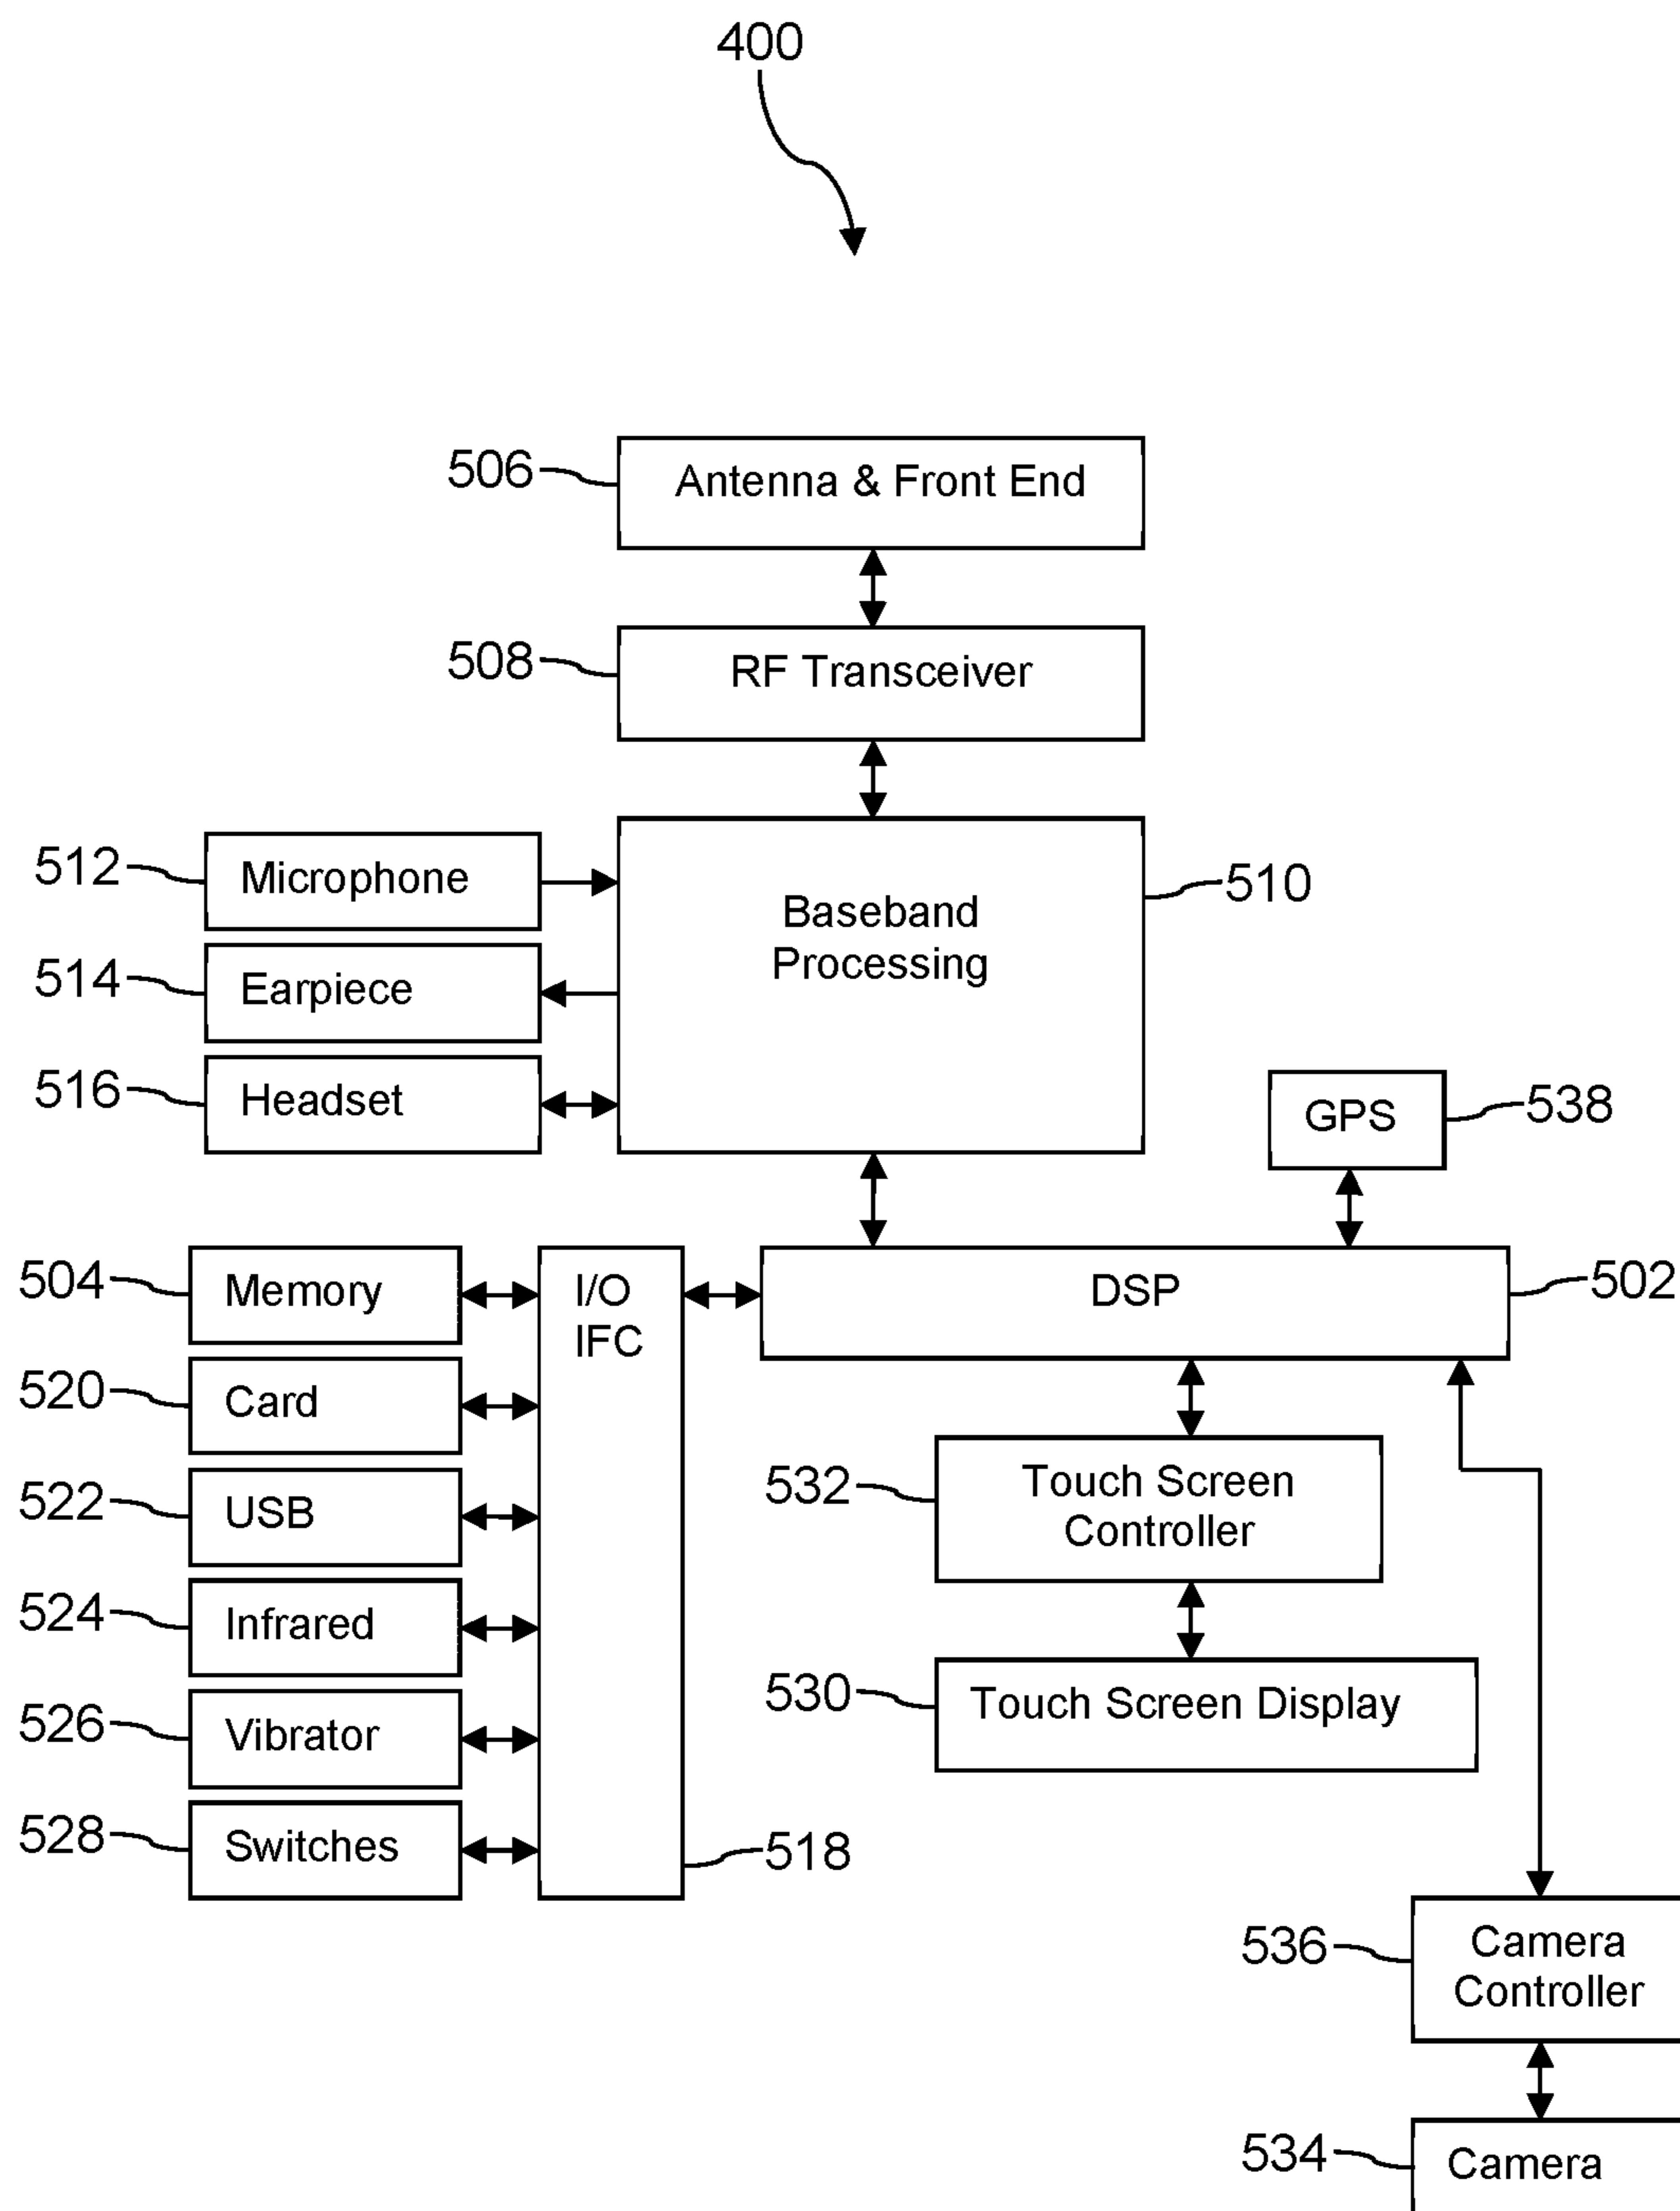 400
506
Antenna & Front End
508
RF Transceiver
512
Microphone
Baseband
Processing
510
514
Earpiece
516
Headset
GPS
538
504
Memory
I/O
IFC
DSP
502
520
Card
522
USB
532
Touch Screen
Controller
524
Infrared
530
Touch Screen Display
526
Vibrator
528
Switches
518
536
Camera
Controller
534
Camera